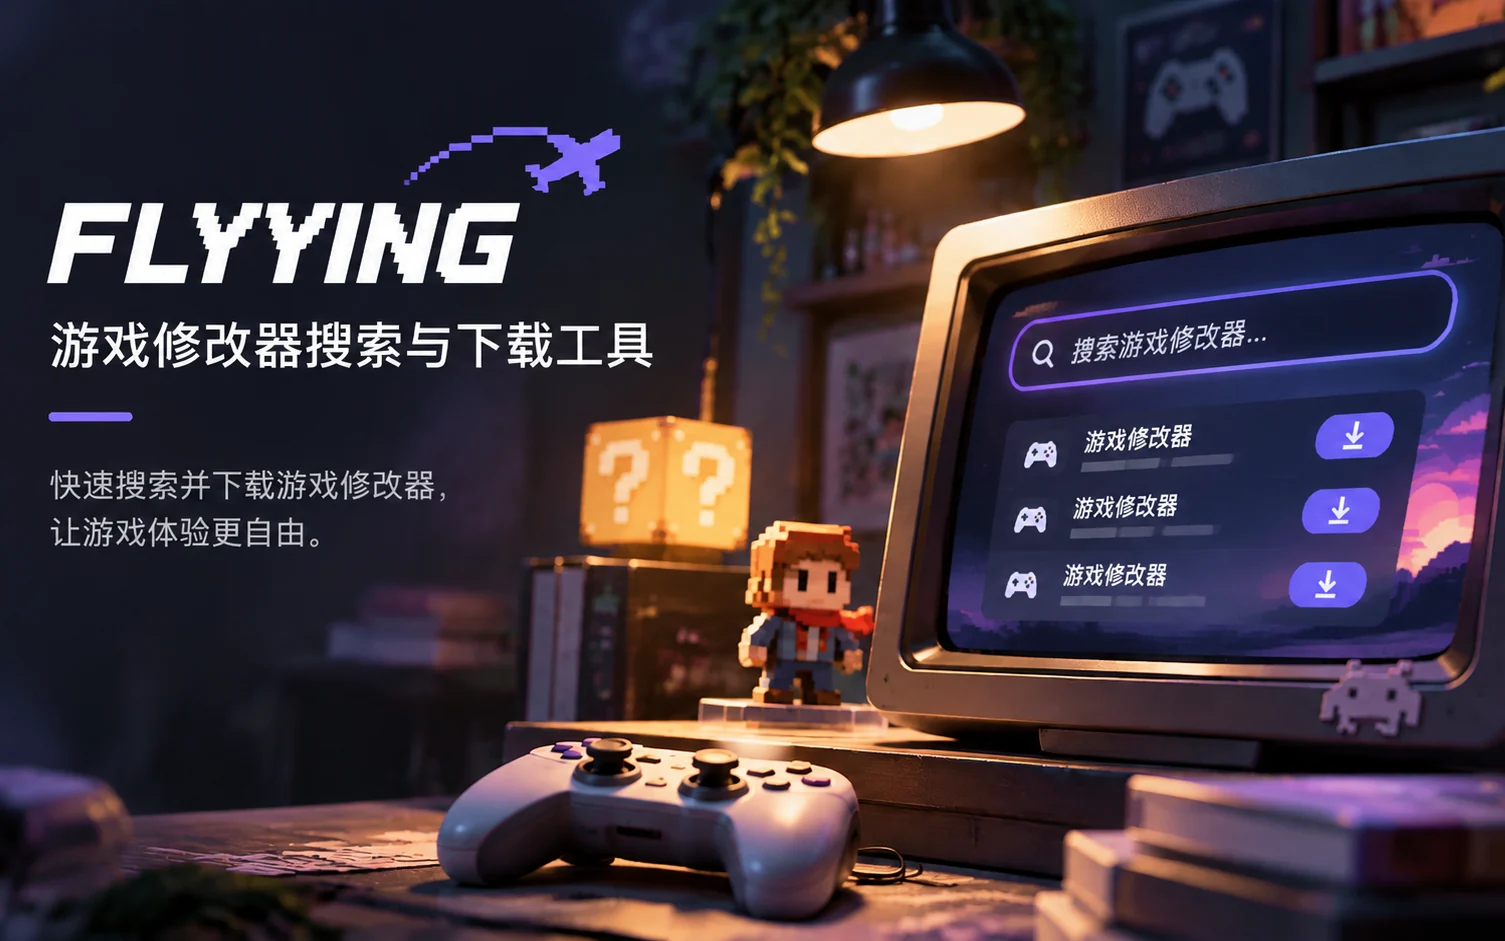 FLYYING
游戏修改器搜索与下载工具
快速搜索并下载游戏修改器，
让游戏体验更自由。
搜索游戏修改器...
游戏修改器
游戏修改器
游戏修改器
? ?